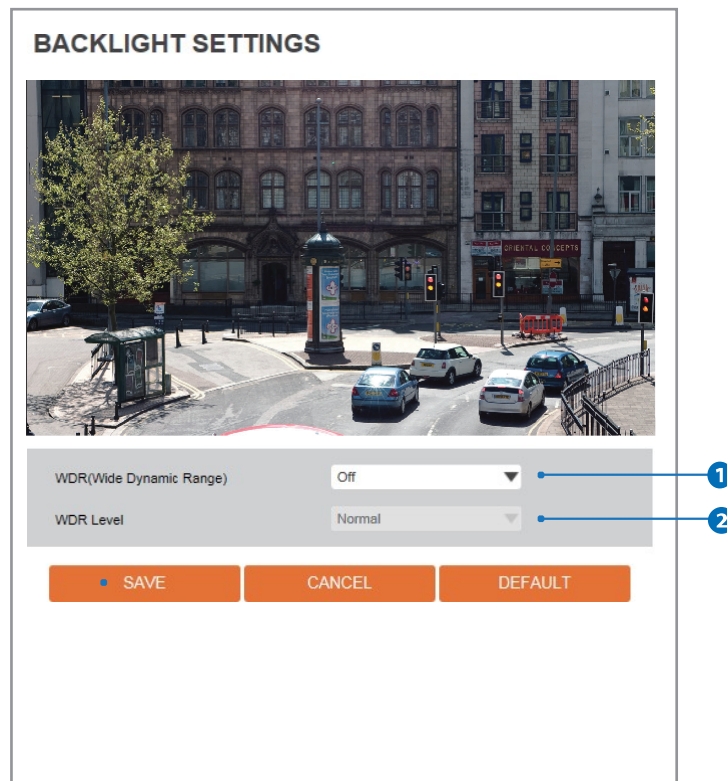 BACKLIGHT SETTINGS
ORIENTAL CONCEPTS
WDR(Wide Dynamic Range)
Off
1
WDR Level
Normal
2
SAVE
CANCEL
DEFAULT